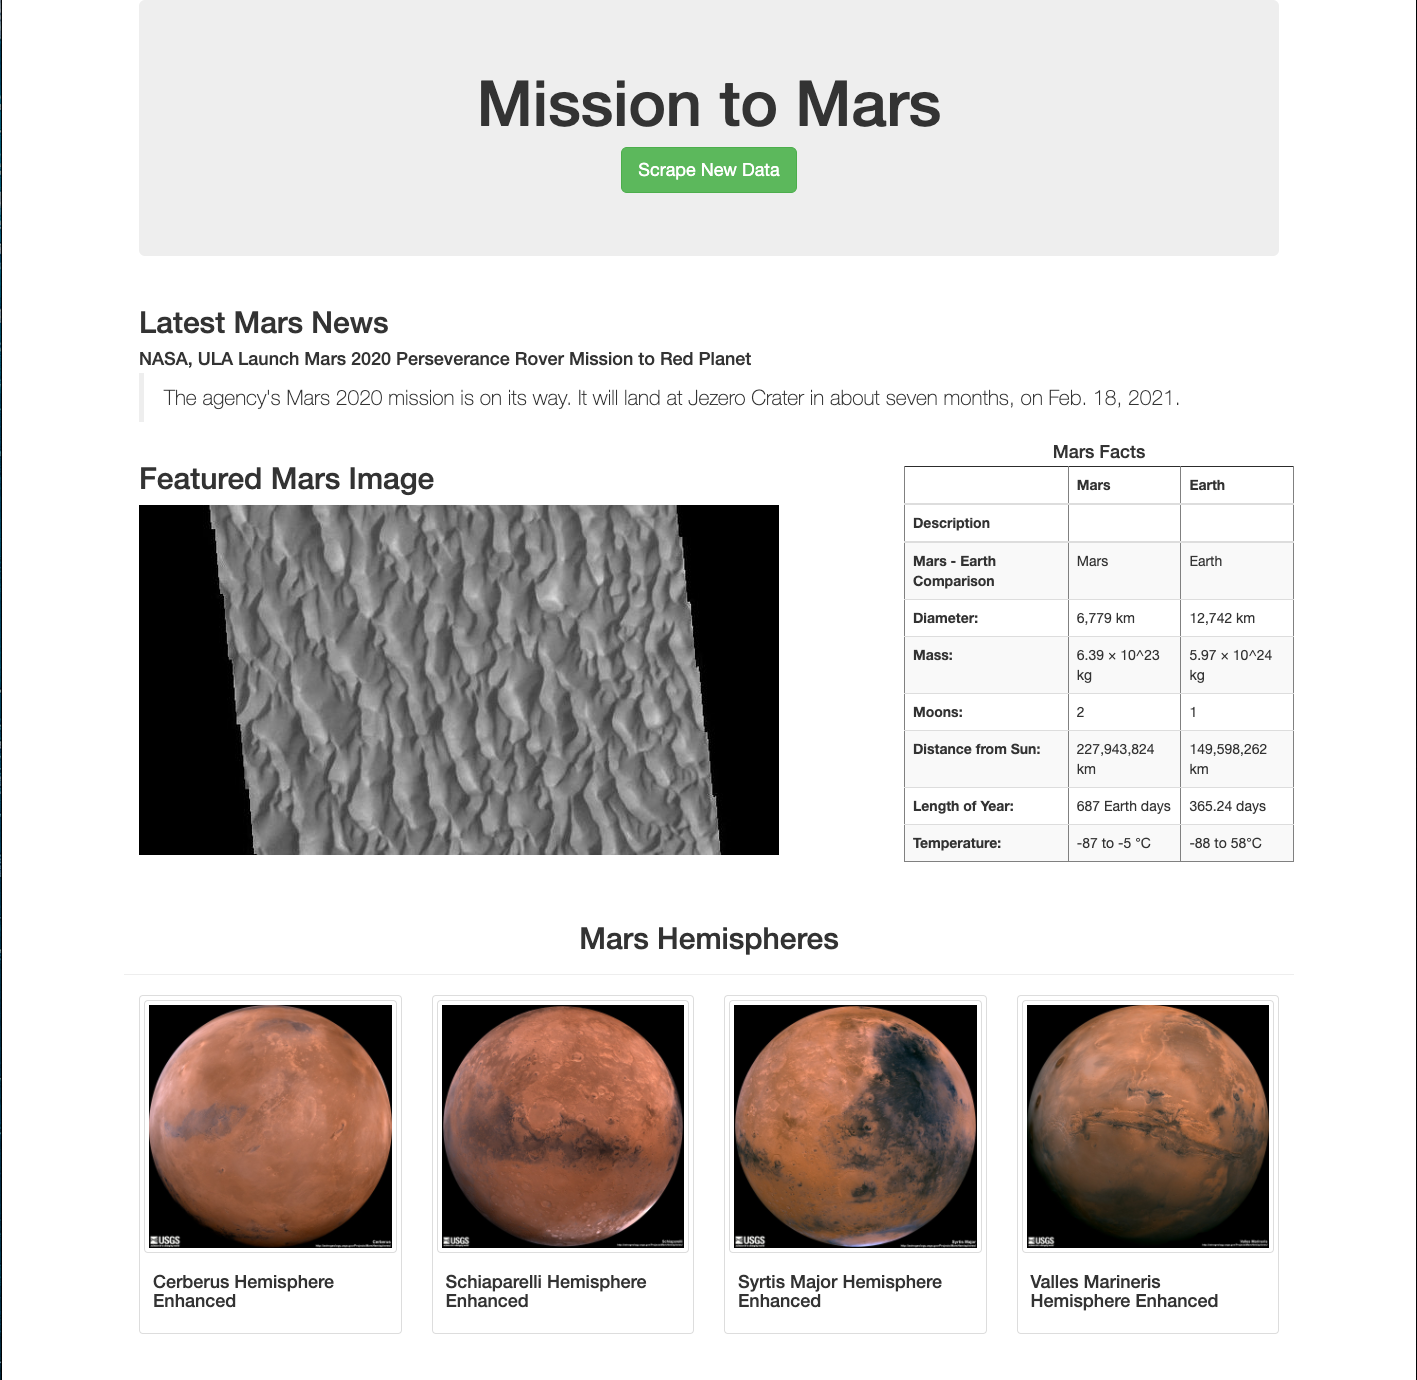 Mission to Mars
Scrape New Data
Latest Mars News
NASA, ULA Launch Mars 2020 Perseverance Rover Mission to Red Planet
The agency's Mars 2020 mission is on its way. It will land at Jezero Crater in about seven months, on Feb. 18, 2021.
Featured Mars Image
Mars Facts
Mars Earth
Description
Mars - Earth Mars Earth
Comparison
Diameter: 6,779 km 12,742 km
Mass: 6.39 × 10^23 5.97 × 10^24
kg kg
Moons: 2 1
Distance from Sun: 227,943,824 149,598,262
km km
Length of Year: 687 Earth days 365.24 days
Temperature: -87 to -5 °C -88 to 58°C
Mars Hemispheres
USGS Cerberus
USGS Schiaparelli
USGS Syrtis Major
USGS Valles Marineris
Cerberus Hemisphere
Enhanced
Schiaparelli Hemisphere
Enhanced
Syrtis Major Hemisphere
Enhanced
Valles Marineris
Hemisphere Enhanced